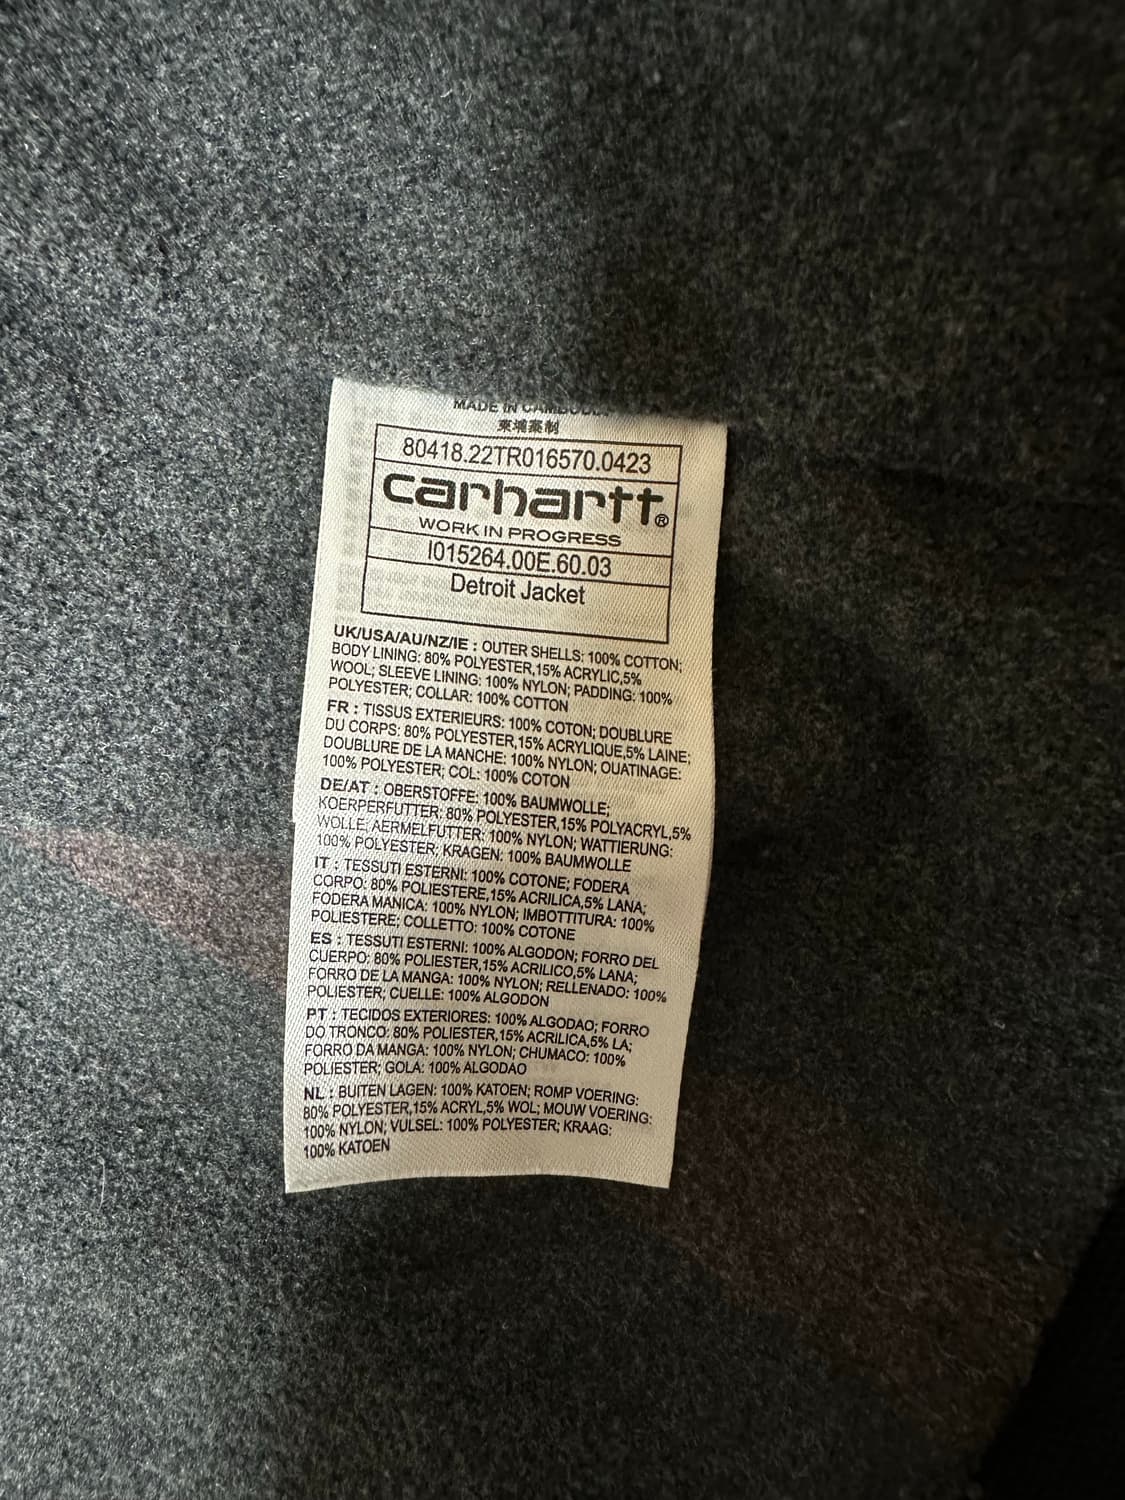 MADE IN CAMBODIA
柬埔寨制
80418.22TR016570.0423
carhartt®
WORK IN PROGRESS
I015264.00E.60.03
Detroit Jacket
UK/USA/AU/NZ/IE : OUTER SHELLS: 100% COTTON;
BODY LINING: 80% POLYESTER,15% ACRYLIC,5%
WOOL; SLEEVE LINING: 100% NYLON; PADDING: 100%
POLYESTER; COLLAR: 100% COTTON
FR : TISSUS EXTERIEURS: 100% COTON; DOUBLURE
DU CORPS: 80% POLYESTER,15% ACRYLIQUE,5% LAINE;
DOUBLURE DE LA MANCHE: 100% NYLON; OUATINAGE:
100% POLYESTER; COL: 100% COTON
DE/AT : OBERSTOFFE: 100% BAUMWOLLE;
KOERPERFUTTER: 80% POLYESTER,15% POLYACRYL,5%
WOLLE; AERMELFUTTER: 100% NYLON; WATTIERUNG:
100% POLYESTER; KRAGEN: 100% BAUMWOLLE
IT : TESSUTI ESTERNI: 100% COTONE; FODERA
CORPO: 80% POLIESTERE,15% ACRILICA,5% LANA;
FODERA MANICA: 100% NYLON; IMBOTTITURA: 100%
POLIESTERE; COLLETTO: 100% COTONE
ES : TESSUTI ESTERNI: 100% ALGODON; FORRO DEL
CUERPO: 80% POLIESTER,15% ACRILICO,5% LANA;
FORRO DE LA MANGA: 100% NYLON; RELLENADO: 100%
POLIESTER; CUELLE: 100% ALGODON
PT : TECIDOS EXTERIORES: 100% ALGODAO; FORRO
DO TRONCO: 80% POLIESTER,15% ACRILICA,5% LA;
FORRO DA MANGA: 100% NYLON; CHUMACO: 100%
POLIESTER; GOLA: 100% ALGODAO
NL : BUITEN LAGEN: 100% KATOEN; ROMP VOERING:
80% POLYESTER,15% ACRYL,5% WOL; MOUW VOERING:
100% NYLON; VULSEL: 100% POLYESTER; KRAAG:
100% KATOEN